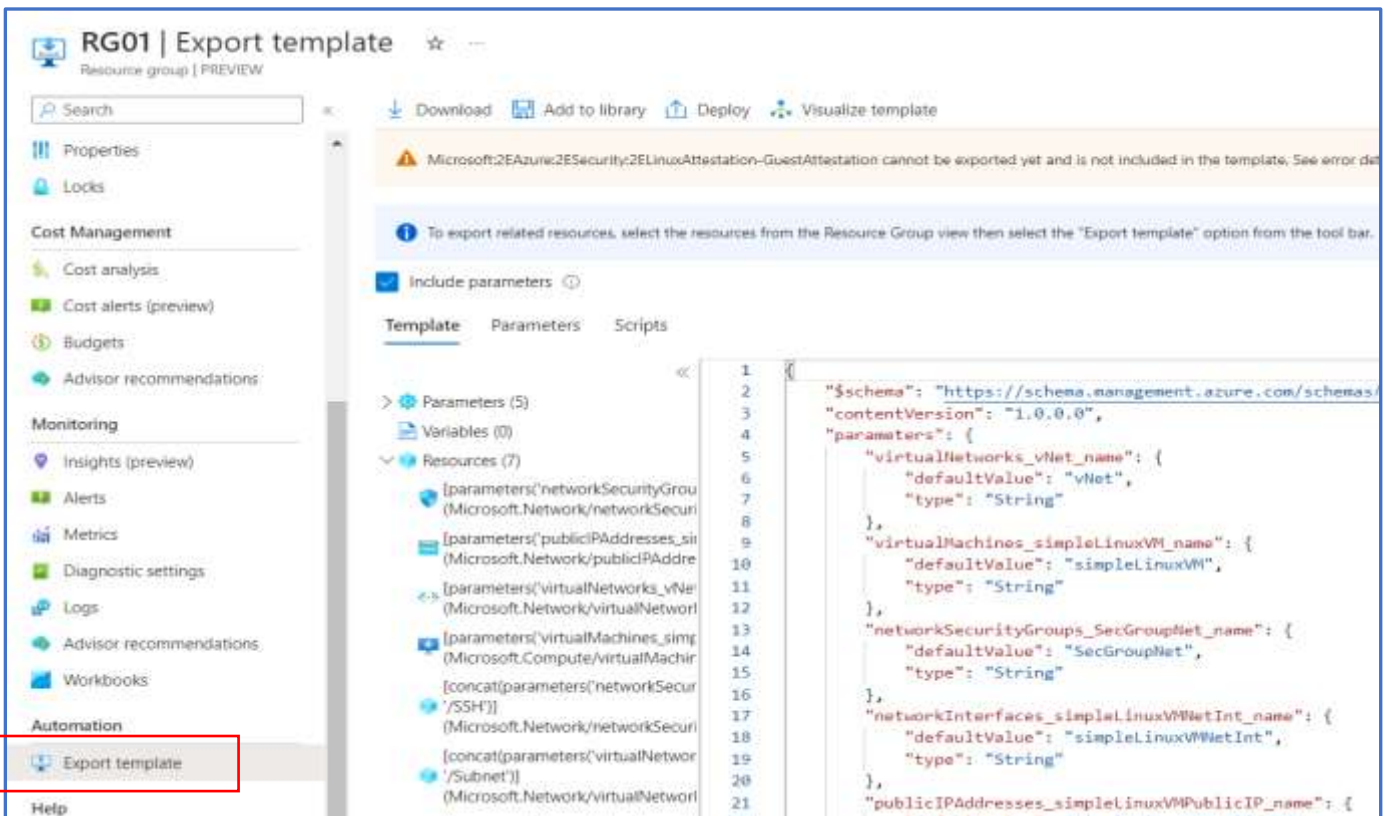 RG01 | Export template
Resource group | PREVIEW
Search
Properties
Locks
Cost Management
Cost analysis
Cost alerts (preview)
Budgets
Advisor recommendations
Monitoring
Insights (preview)
Alerts
Metrics
Diagnostic settings
Logs
Advisor recommendations
Workbooks
Automation
Export template
Help
Download Add to library Deploy Visualize template
Microsoft:2EAzure:2ESecurity:2ELinuxAttestation-GuestAttestation cannot be exported yet and is not included in the template. See error det
To export related resources, select the resources from the Resource Group view then select the "Export template" option from the tool bar.
Include parameters
Template Parameters Scripts
Parameters (5)
Variables (0)
Resources (7)
[parameters('networkSecurityGrou
(Microsoft.Network/networkSecuri
[parameters('publicIPAddresses_sir
(Microsoft.Network/publicIPAddre
[parameters('virtualNetworks_vNe
(Microsoft.Network/virtualNetworl
[parameters('virtualMachines_simp
(Microsoft.Compute/virtualMachir
[concat(parameters('networkSecur
'/SSH')]
(Microsoft.Network/networkSecuri
[concat(parameters('virtualNetwor
'/Subnet')]
(Microsoft.Network/virtualNetworl
1 {
2 "$schema": "https://schema.management.azure.com/schemas/
3 "contentVersion": "1.0.0.0",
4 "parameters": {
5 "virtualNetworks_vNet_name": {
6 "defaultValue": "vNet",
7 "type": "String"
8 },
9 "virtualMachines_simpleLinuxVM_name": {
10 "defaultValue": "simpleLinuxVM",
11 "type": "String"
12 },
13 "networkSecurityGroups_SecGroupNet_name": {
14 "defaultValue": "SecGroupNet",
15 "type": "String"
16 },
17 "networkInterfaces_simpleLinuxVMNetInt_name": {
18 "defaultValue": "simpleLinuxVMNetInt",
19 "type": "String"
20 },
21 "publicIPAddresses_simpleLinuxVMPublicIP_name": {